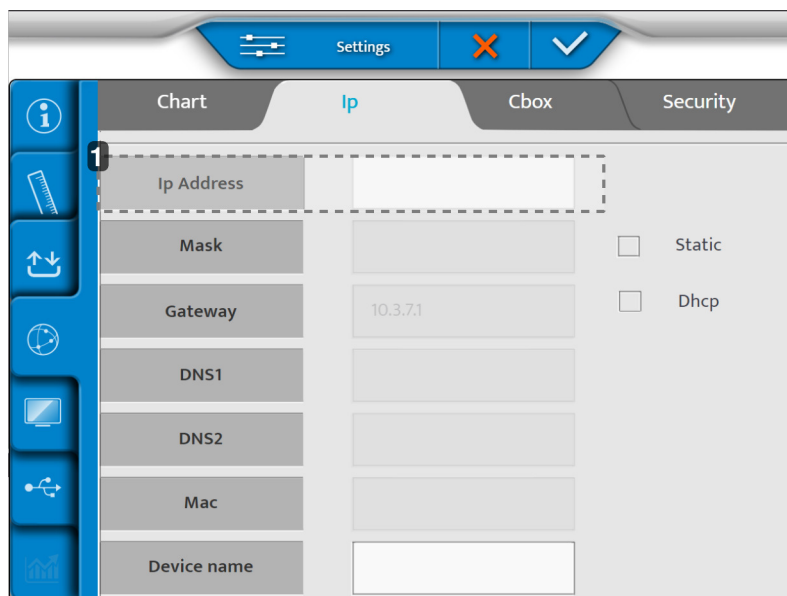 Settings
Chart Ip Cbox Security
1
Ip Address
Mask Static
Gateway 10.3.7.1 Dhcp
DNS1
DNS2
Mac
Device name